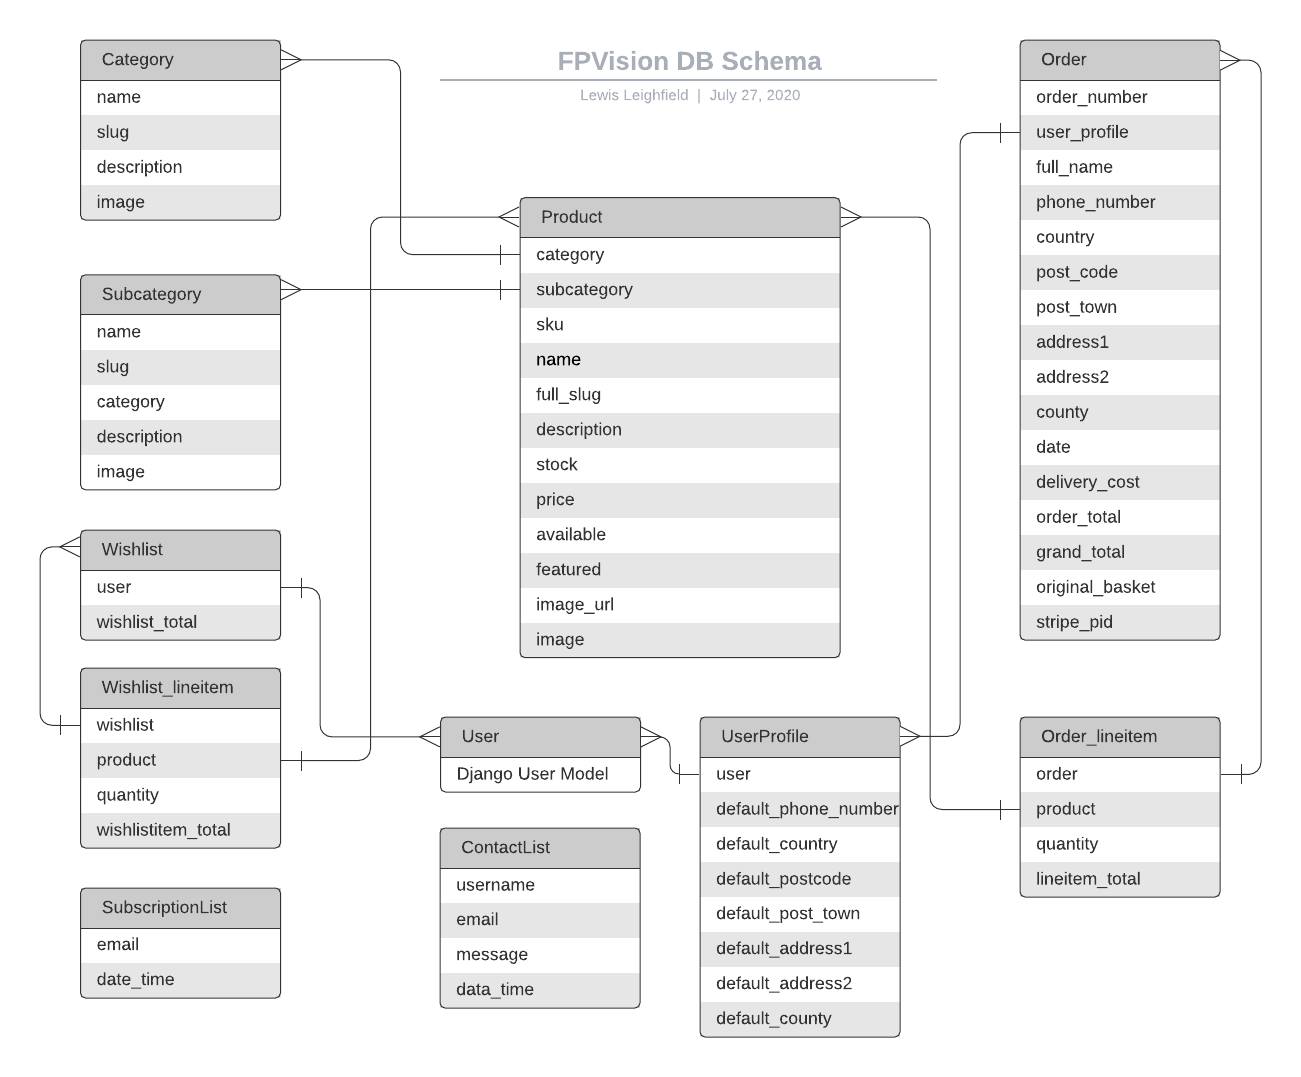 FPVision DB Schema
Lewis Leighfield | July 27, 2020
Category
name
slug
description
image
Subcategory
name
slug
category
description
image
Wishlist
user
wishlist_total
Wishlist_lineitem
wishlist
product
quantity
wishlistitem_total
SubscriptionList
email
date_time
Product
category
subcategory
sku
name
full_slug
description
stock
price
available
featured
image_url
image
User
Django User Model
ContactList
username
email
message
data_time
UserProfile
user
default_phone_number
default_country
default_postcode
default_post_town
default_address1
default_address2
default_county
Order
order_number
user_profile
full_name
phone_number
country
post_code
post_town
address1
address2
county
date
delivery_cost
order_total
grand_total
original_basket
stripe_pid
Order_lineitem
order
product
quantity
lineitem_total